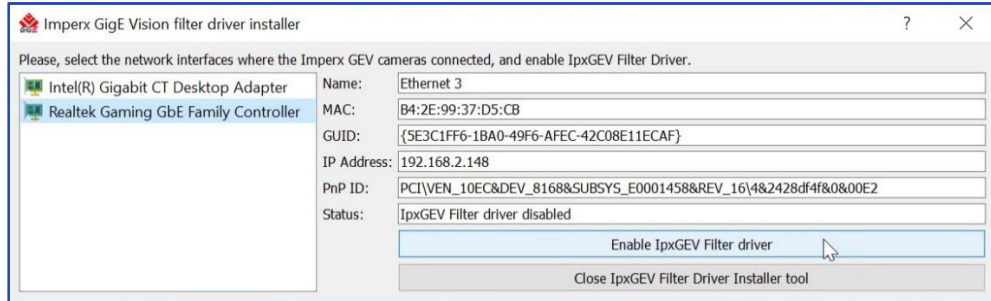 Imperx GigE Vision filter driver installer
Please, select the network interfaces where the Imperx GEV cameras connected, and enable IpxGEV Filter Driver.
Intel(R) Gigabit CT Desktop Adapter
Realtek Gaming GbE Family Controller
Name: Ethernet 3
MAC: B4:2E:99:37:D5:CB
GUID: {5E3C1FF6-1BA0-49F6-AFEC-42C08E11ECAF}
IP Address: 192.168.2.148
PnP ID: PCI\VEN_10EC&DEV_8168&SUBSYS_E0001458&REV_16\4&2428df4f&0&00E2
Status: IpxGEV Filter driver disabled
Enable IpxGEV Filter driver
Close IpxGEV Filter Driver Installer tool